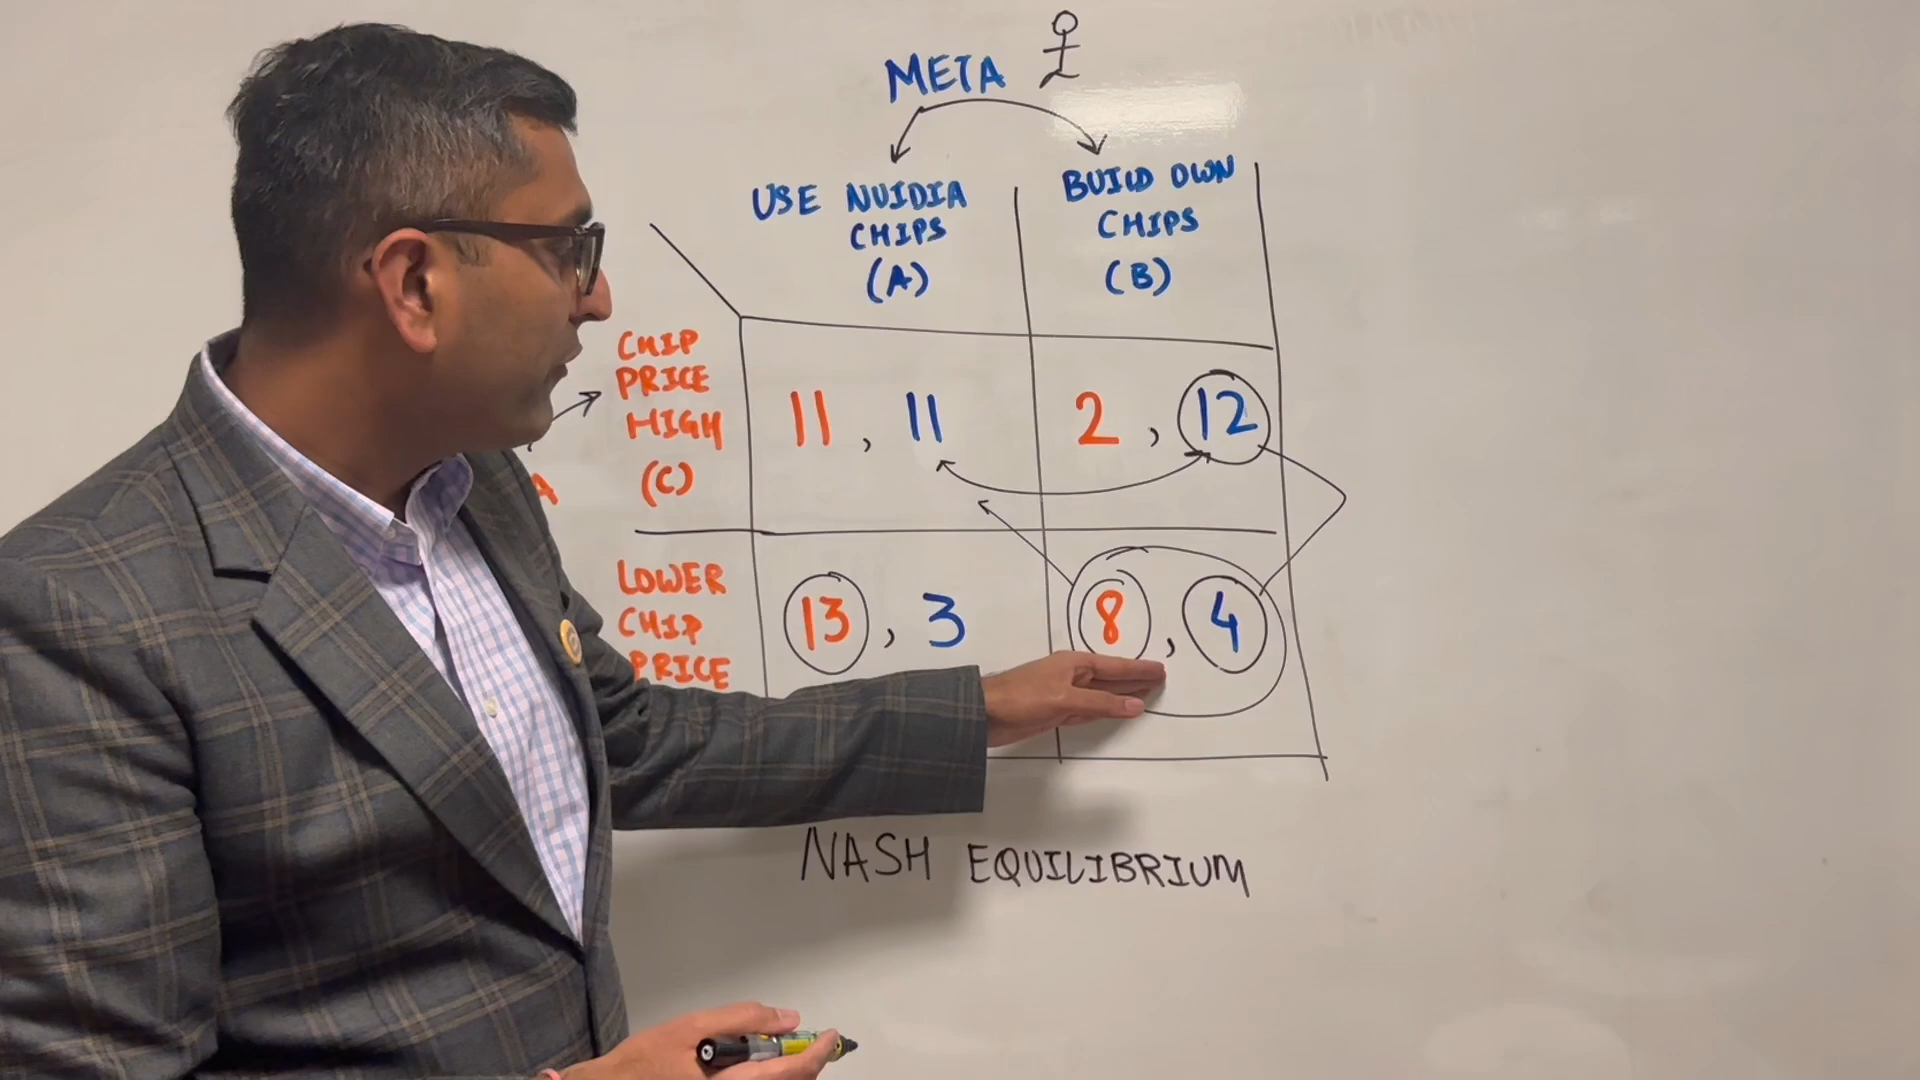 META
USE NVIDIA
CHIPS
(A)
BUILD OWN
CHIPS
(B)
CHIP
PRICE
HIGH
(C)
11, 11
2, 12
LOWER
CHIP
PRICE
13, 3
8, 4
NASH EQUILIBRIUM